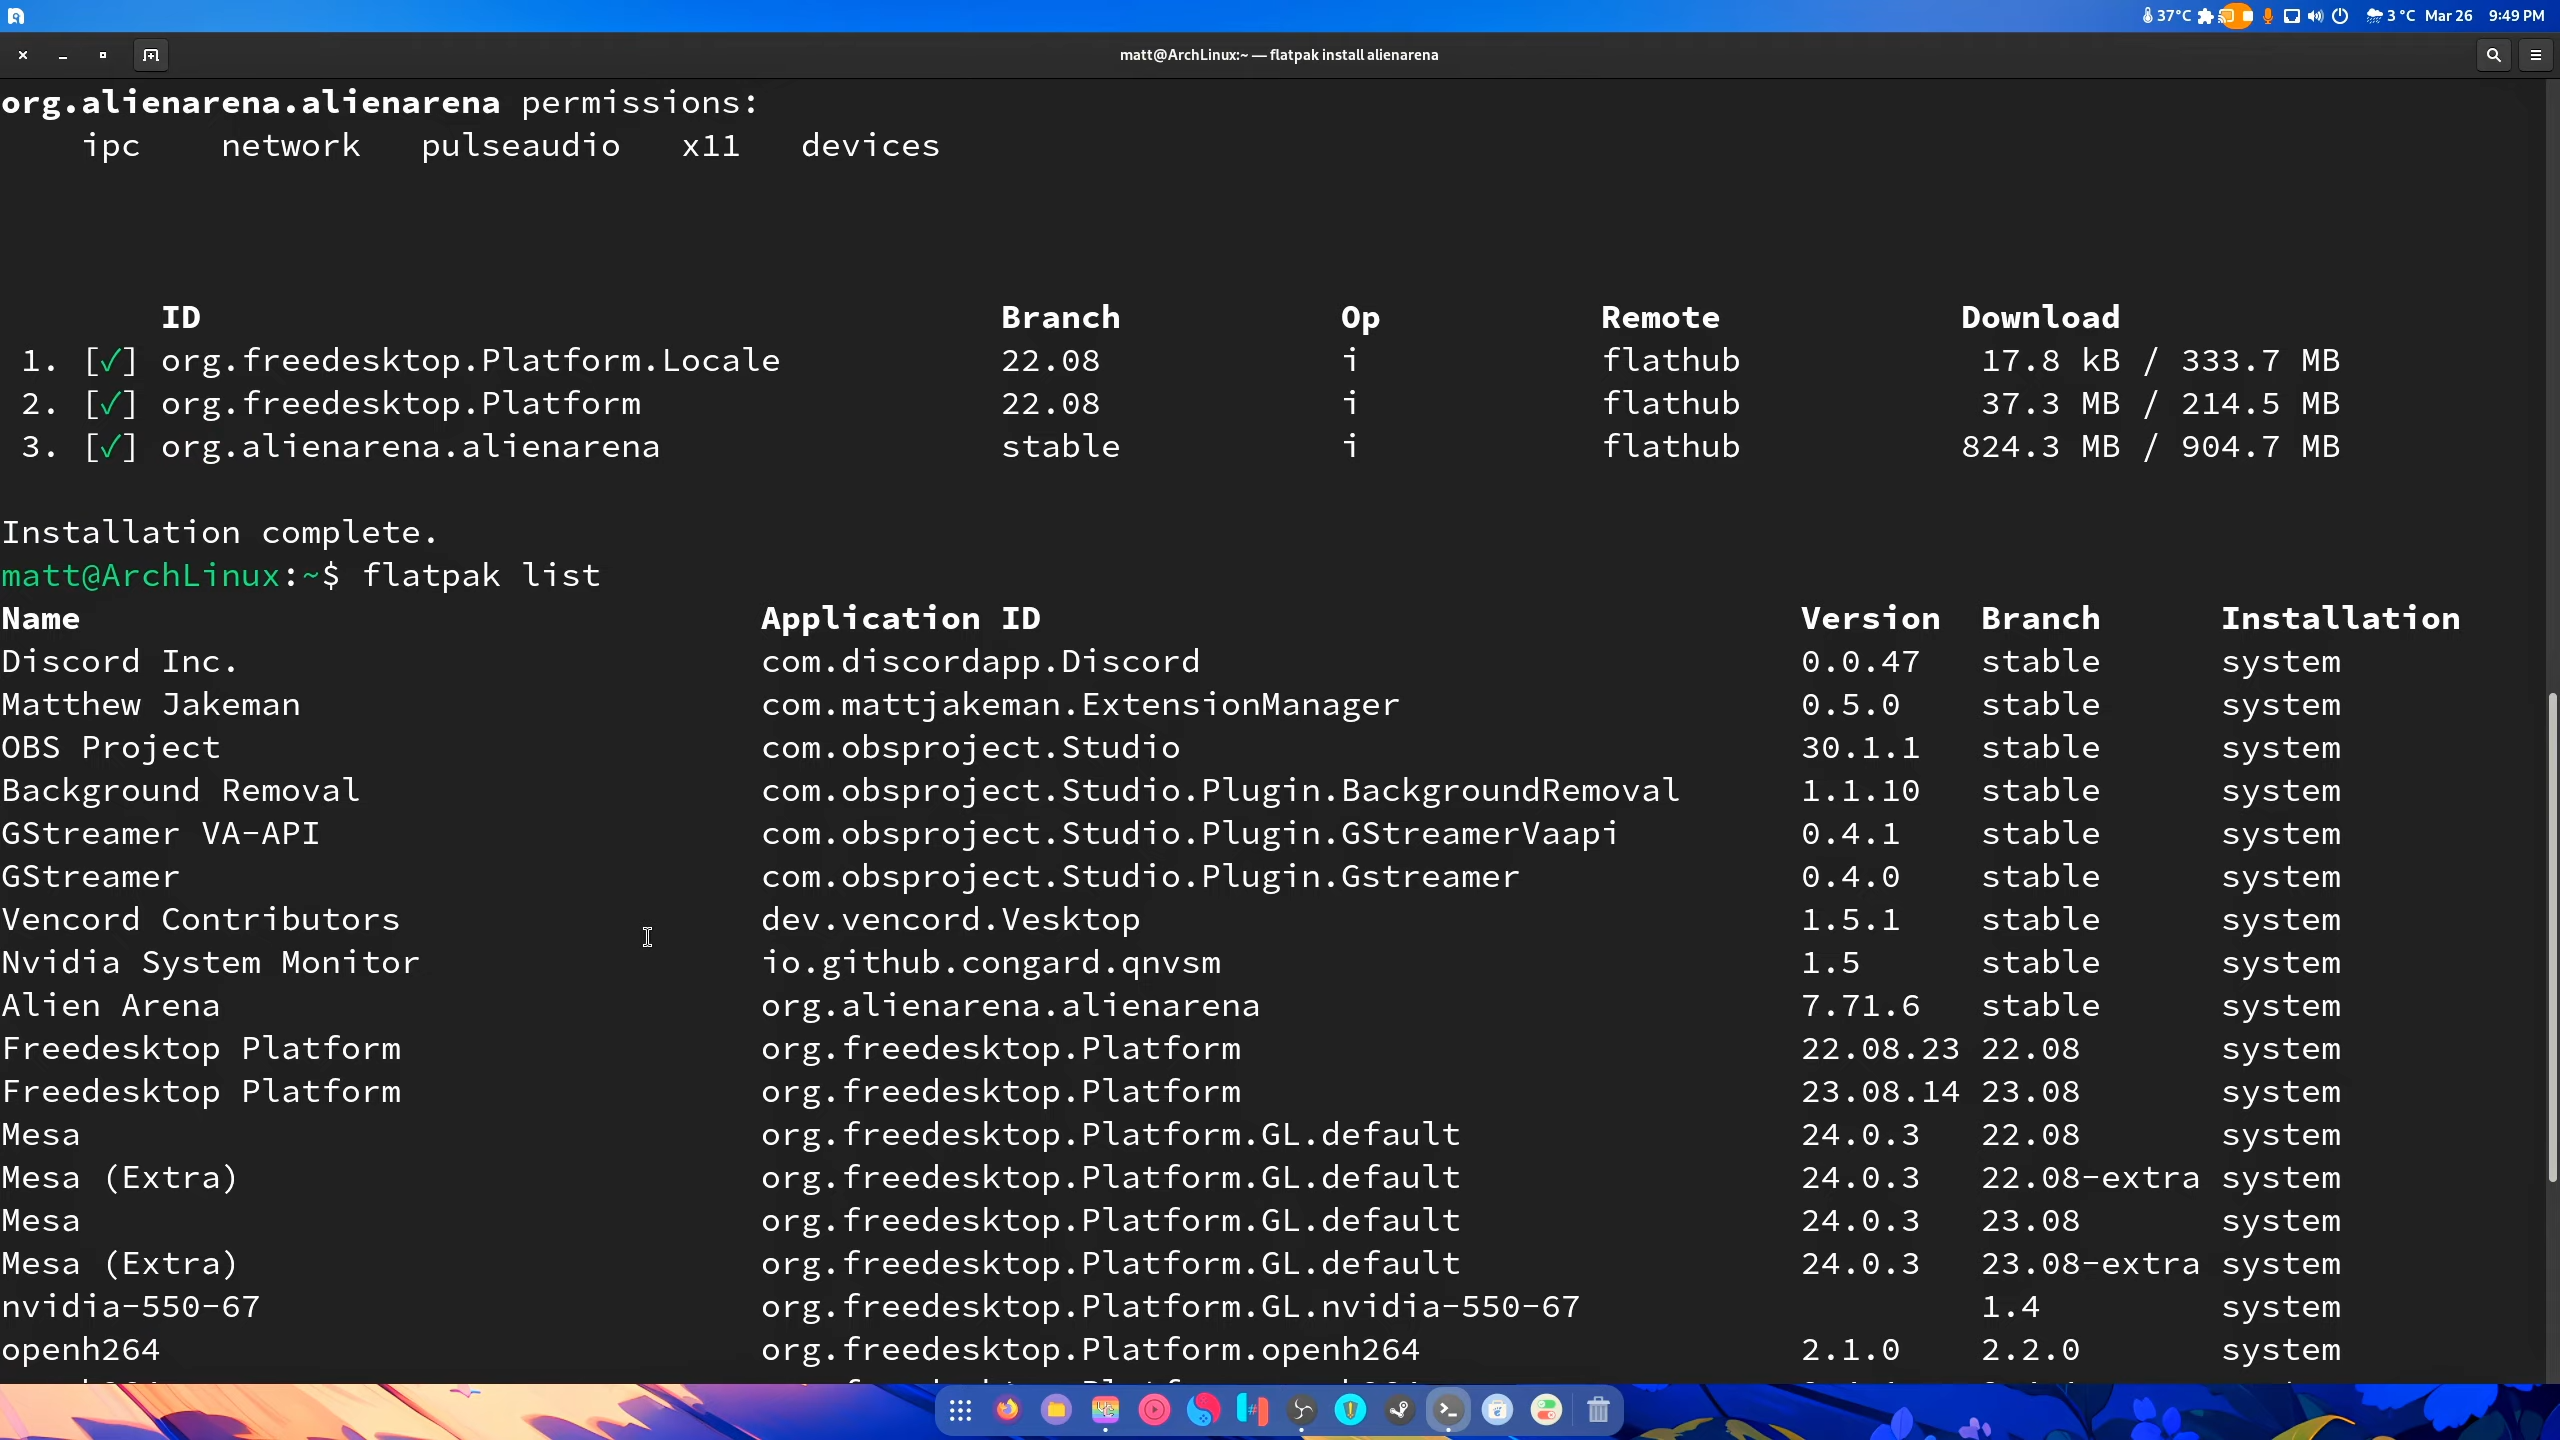 37°C 3 °C Mar 26 9:49 PM
matt@ArchLinux:~ — flatpak install alienarena
org.alienarena.alienarena permissions:
ipc network pulseaudio x11 devices
ID Branch Op Remote Download
1. [✓] org.freedesktop.Platform.Locale 22.08 i flathub 17.8 kB / 333.7 MB
2. [✓] org.freedesktop.Platform 22.08 i flathub 37.3 MB / 214.5 MB
3. [✓] org.alienarena.alienarena stable i flathub 824.3 MB / 904.7 MB
Installation complete.
matt@ArchLinux:~$ flatpak list
Name Application ID Version Branch Installation
Discord Inc. com.discordapp.Discord 0.0.47 stable system
Matthew Jakeman com.mattjakeman.ExtensionManager 0.5.0 stable system
OBS Project com.obsproject.Studio 30.1.1 stable system
Background Removal com.obsproject.Studio.Plugin.BackgroundRemoval 1.1.10 stable system
GStreamer VA-API com.obsproject.Studio.Plugin.GStreamerVaapi 0.4.1 stable system
GStreamer com.obsproject.Studio.Plugin.Gstreamer 0.4.0 stable system
Vencord Contributors dev.vencord.Vesktop 1.5.1 stable system
Nvidia System Monitor io.github.congard.qnvsm 1.5 stable system
Alien Arena org.alienarena.alienarena 7.71.6 stable system
Freedesktop Platform org.freedesktop.Platform 22.08.23 22.08 system
Freedesktop Platform org.freedesktop.Platform 23.08.14 23.08 system
Mesa org.freedesktop.Platform.GL.default 24.0.3 22.08 system
Mesa (Extra) org.freedesktop.Platform.GL.default 24.0.3 22.08-extra system
Mesa org.freedesktop.Platform.GL.default 24.0.3 23.08 system
Mesa (Extra) org.freedesktop.Platform.GL.default 24.0.3 23.08-extra system
nvidia-550-67 org.freedesktop.Platform.GL.nvidia-550-67 1.4 system
openh264 org.freedesktop.Platform.openh264 2.1.0 2.2.0 system